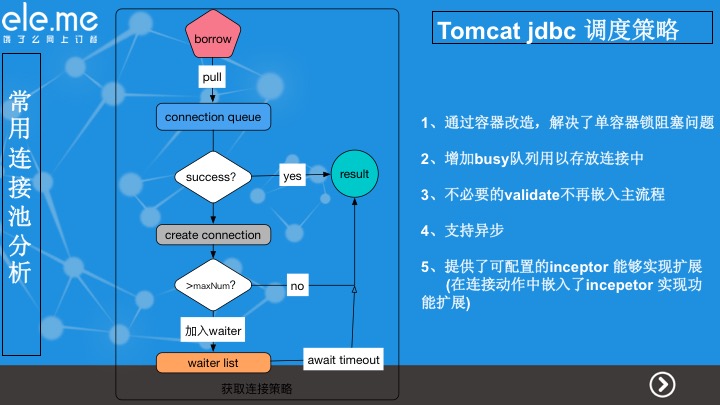 ele.me
饿了么网上订餐
Tomcat jdbc 调度策略
常用连接池分析
borrow
pull
connection queue
success?
yes
result
create connection
>maxNum?
no
加入waiter
waiter list
await timeout
获取连接策略
1、通过容器改造，解决了单容器锁阻塞问题
2、增加busy队列用以存放连接中
3、不必要的validate不再嵌入主流程
4、支持异步
5、提供了可配置的inceptor 能够实现扩展
(在连接动作中嵌入了incepetor 实现功
能扩展)